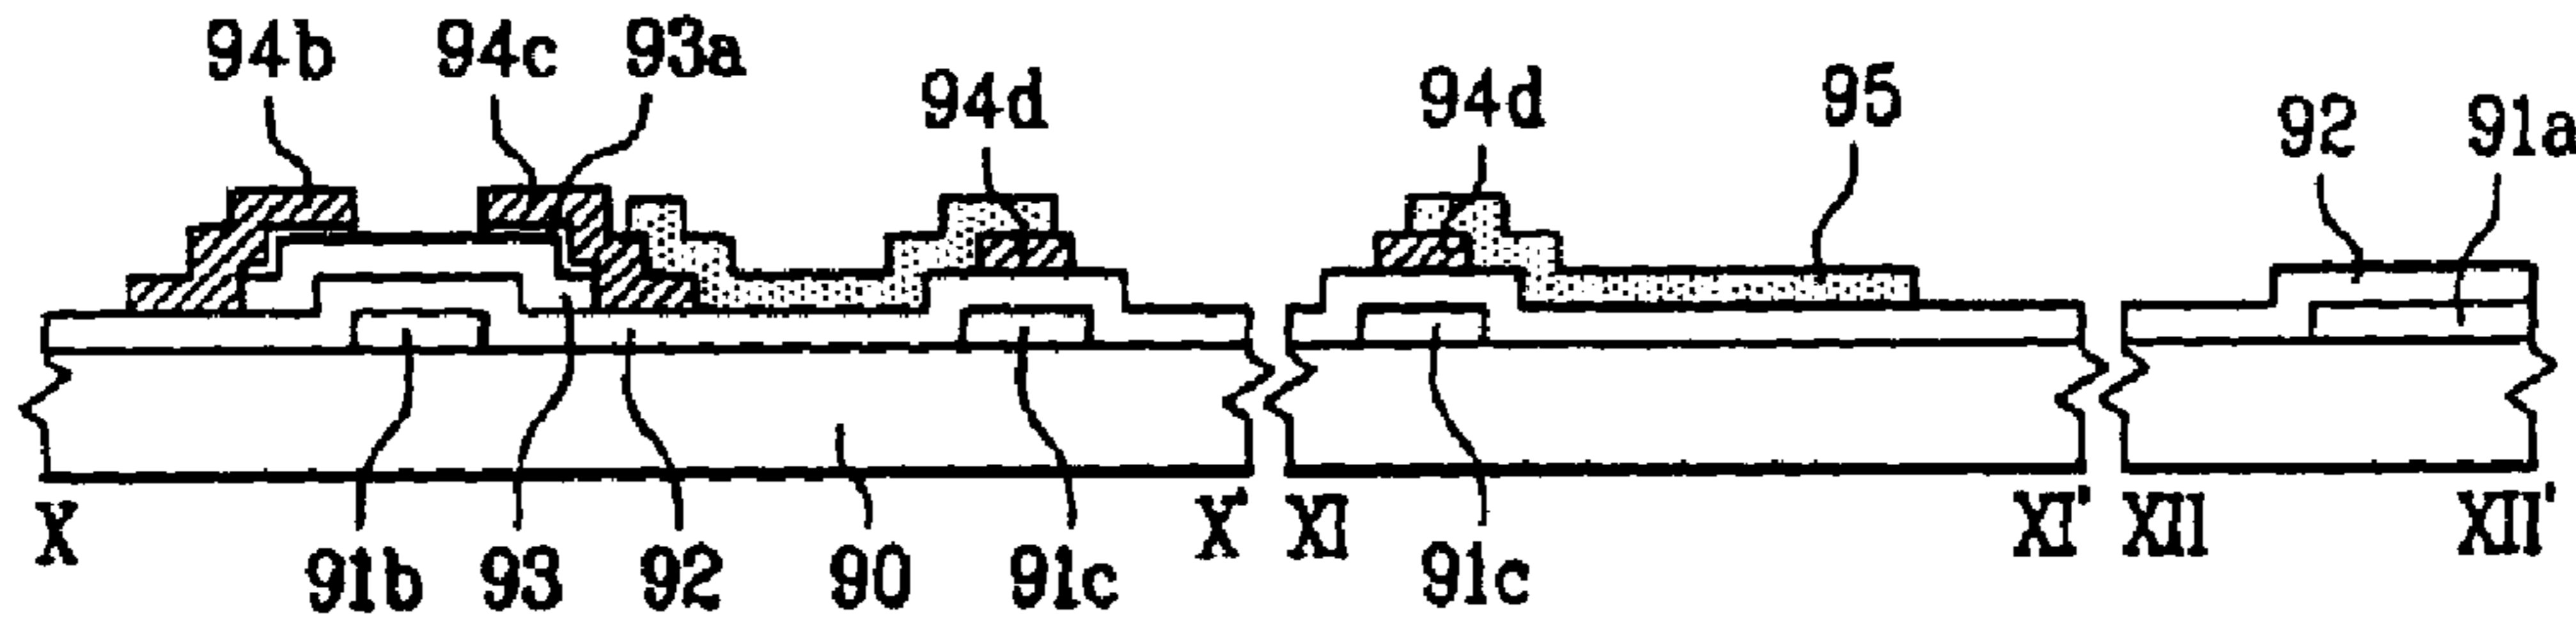 94b 94c 93a 94d 94d 95 92 91a
X X' XI XI' XII XII'
91b 93 92 90 91c 91c